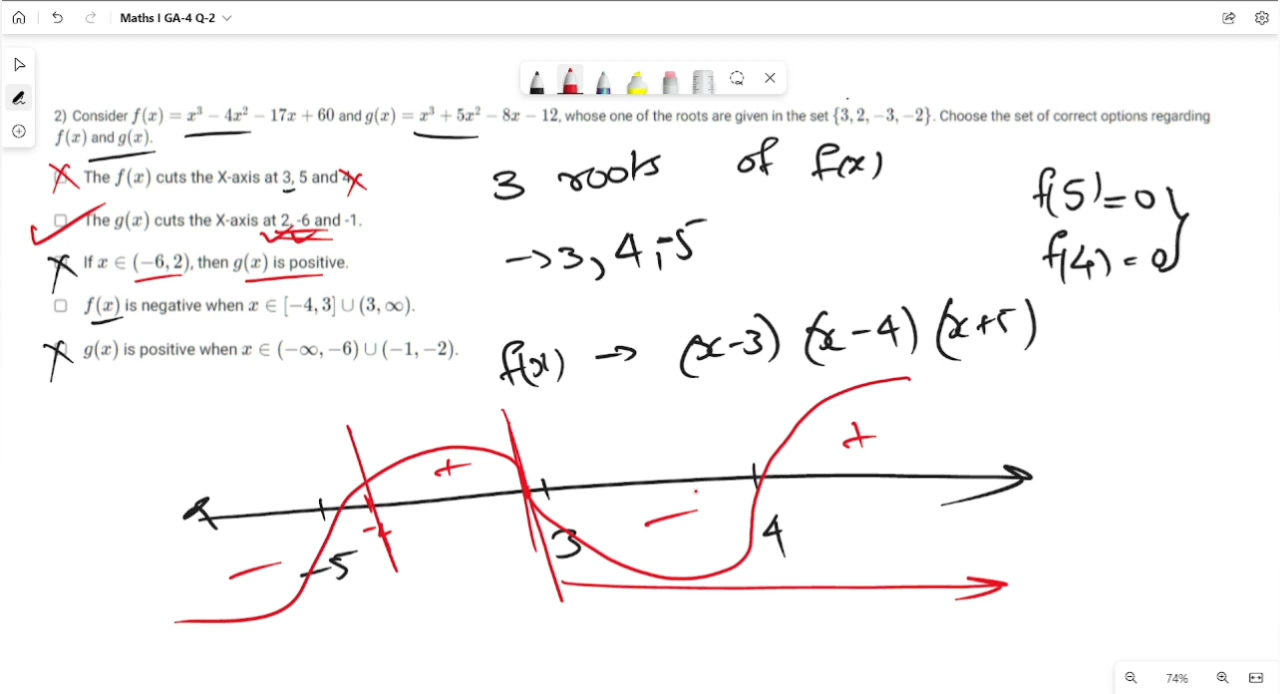 Maths I GA-4 Q-2
2) Consider f(x) = x³ − 4x² − 17x + 60 and g(x) = x³ + 5x² − 8x − 12, whose one of the roots are given in the set {3, 2, −3, −2}. Choose the set of correct options regarding
f(x) and g(x).
The f(x) cuts the X-axis at 3, 5 and 4
The g(x) cuts the X-axis at 2, -6 and -1.
If x ∈ (−6, 2), then g(x) is positive.
f(x) is negative when x ∈ [−4, 3] ∪ (3, ∞).
g(x) is positive when x ∈ (−∞, −6) ∪ (−1, −2).
3 roots of f(x)
→ 3, 4, -5
f(5) = 0
f(4) = 0
f(x) → (x-3) (x-4) (x+5)
+
+
−
−
-5
-4
3
4
74%